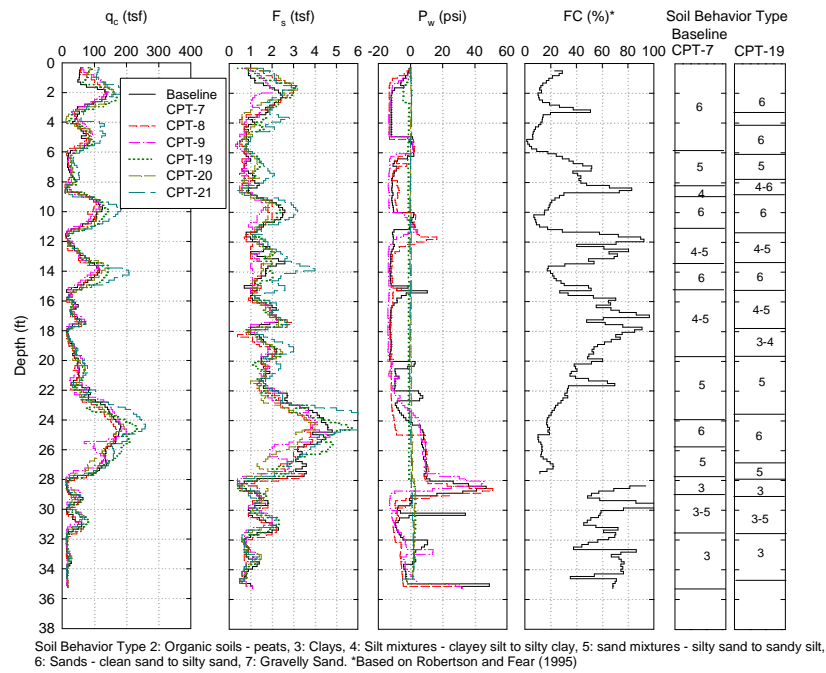 q_c (tsf)
F_s (tsf)
P_w (psi)
FC (%)*
Soil Behavior Type
Baseline
CPT-7
CPT-19
0 100 200 300 400
0 1 2 3 4 5 6
-20 0 20 40 60
0 20 40 60 80 100
Depth (ft)
0
2
4
6
8
10
12
14
16
18
20
22
24
26
28
30
32
34
36
38
Baseline
CPT-7
CPT-8
CPT-9
CPT-19
CPT-20
CPT-21
6
5
4
6
4-5
6
4-5
5
6
5
3
3-5
3
6
6
5
4-6
6
4-5
6
4-5
3-4
5
6
5
3
3-5
3
Soil Behavior Type 2: Organic soils - peats, 3: Clays, 4: Silt mixtures - clayey silt to silty clay, 5: sand mixtures - silty sand to sandy silt,
6: Sands - clean sand to silty sand, 7: Gravelly Sand. *Based on Robertson and Fear (1995)